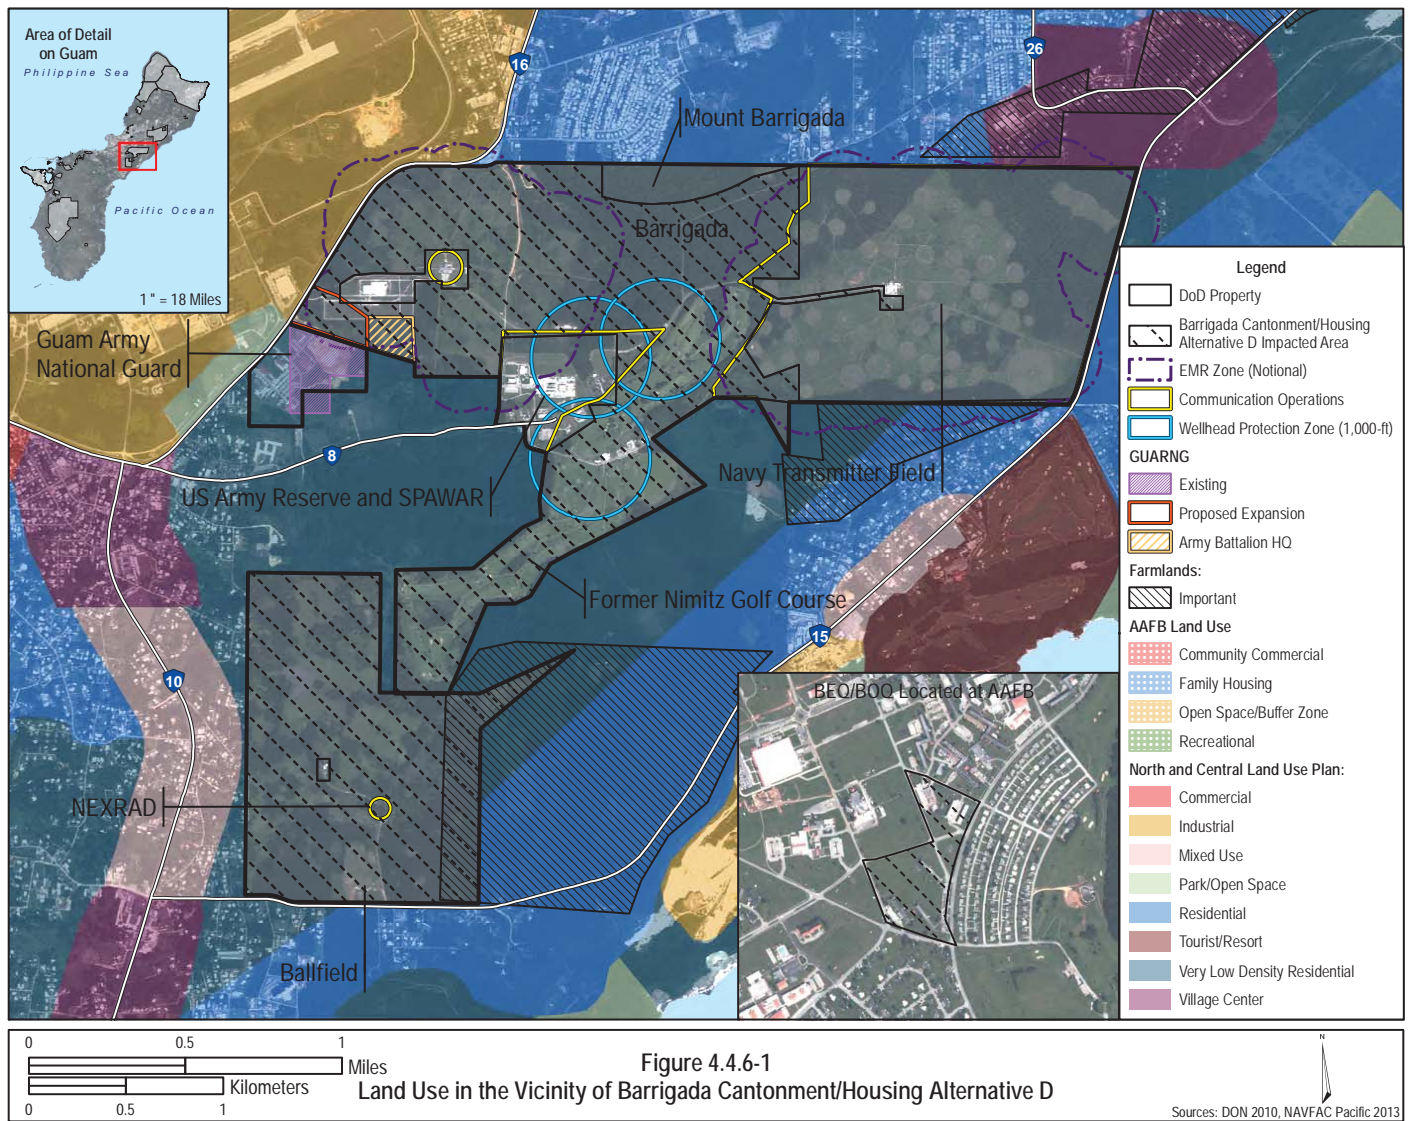 Area of Detail
on Guam
Philippine Sea
Pacific Ocean
1 " = 18 Miles
16
26
Mount Barrigada
Barrigada
Guam Army
National Guard
8
US Army Reserve and SPAWAR
Navy Transmitter Field
Former Nimitz Golf Course
15
10
NEXRAD
Ballfield
BEQ/BOQ Located at AAFB
Legend
DoD Property
Barrigada Cantonment/Housing
Alternative D Impacted Area
EMR Zone (Notional)
Communication Operations
Wellhead Protection Zone (1,000-ft)
GUARNG
Existing
Proposed Expansion
Army Battalion HQ
Farmlands:
Important
AAFB Land Use
Community Commercial
Family Housing
Open Space/Buffer Zone
Recreational
North and Central Land Use Plan:
Commercial
Industrial
Mixed Use
Park/Open Space
Residential
Tourist/Resort
Very Low Density Residential
Village Center
0 0.5 1
Miles
Kilometers
0 0.5 1
Figure 4.4.6-1
Land Use in the Vicinity of Barrigada Cantonment/Housing Alternative D
N
Sources: DON 2010, NAVFAC Pacific 2013